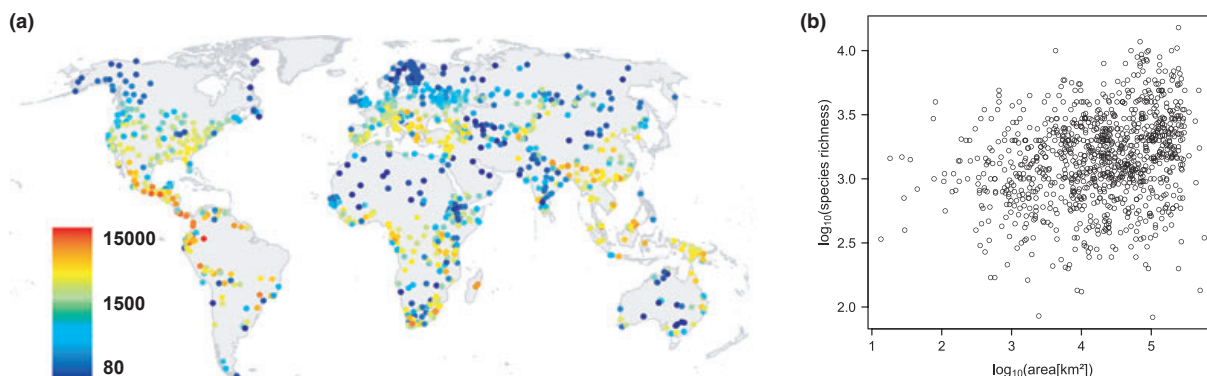 (a)
15000
1500
80
(b)
log₁₀(species richness)
4.0
3.5
3.0
2.5
2.0
1 2 3 4 5
log₁₀(area[km²])